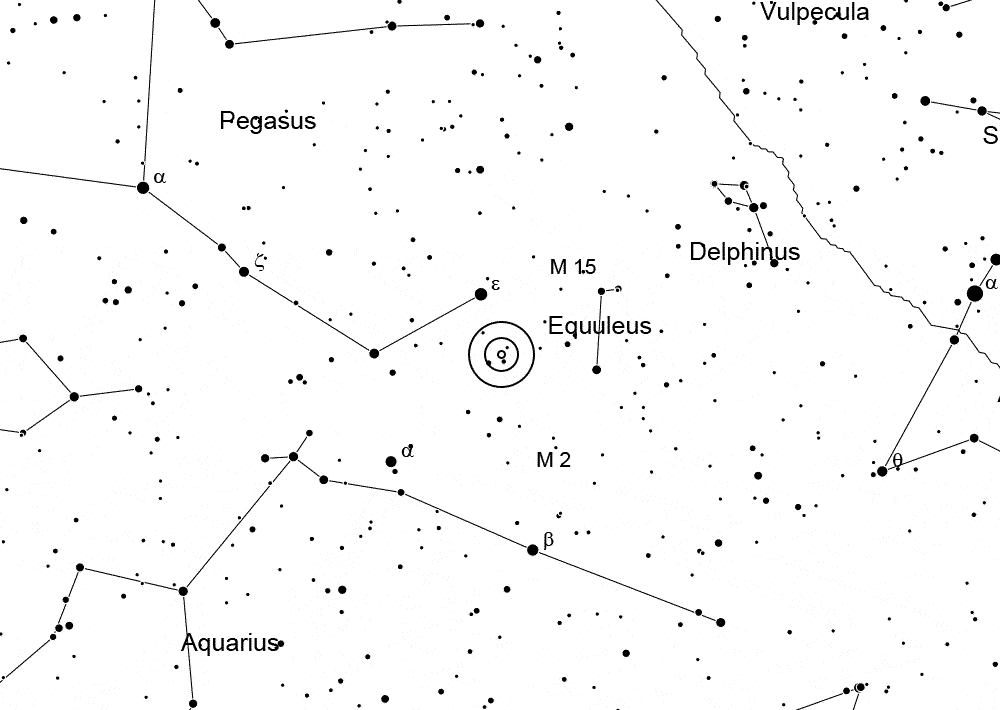 Vulpecula
Pegasus
S
α
Delphinus
ζ
M 15
ε
α
Equuleus
α
M 2
θ
β
Aquarius